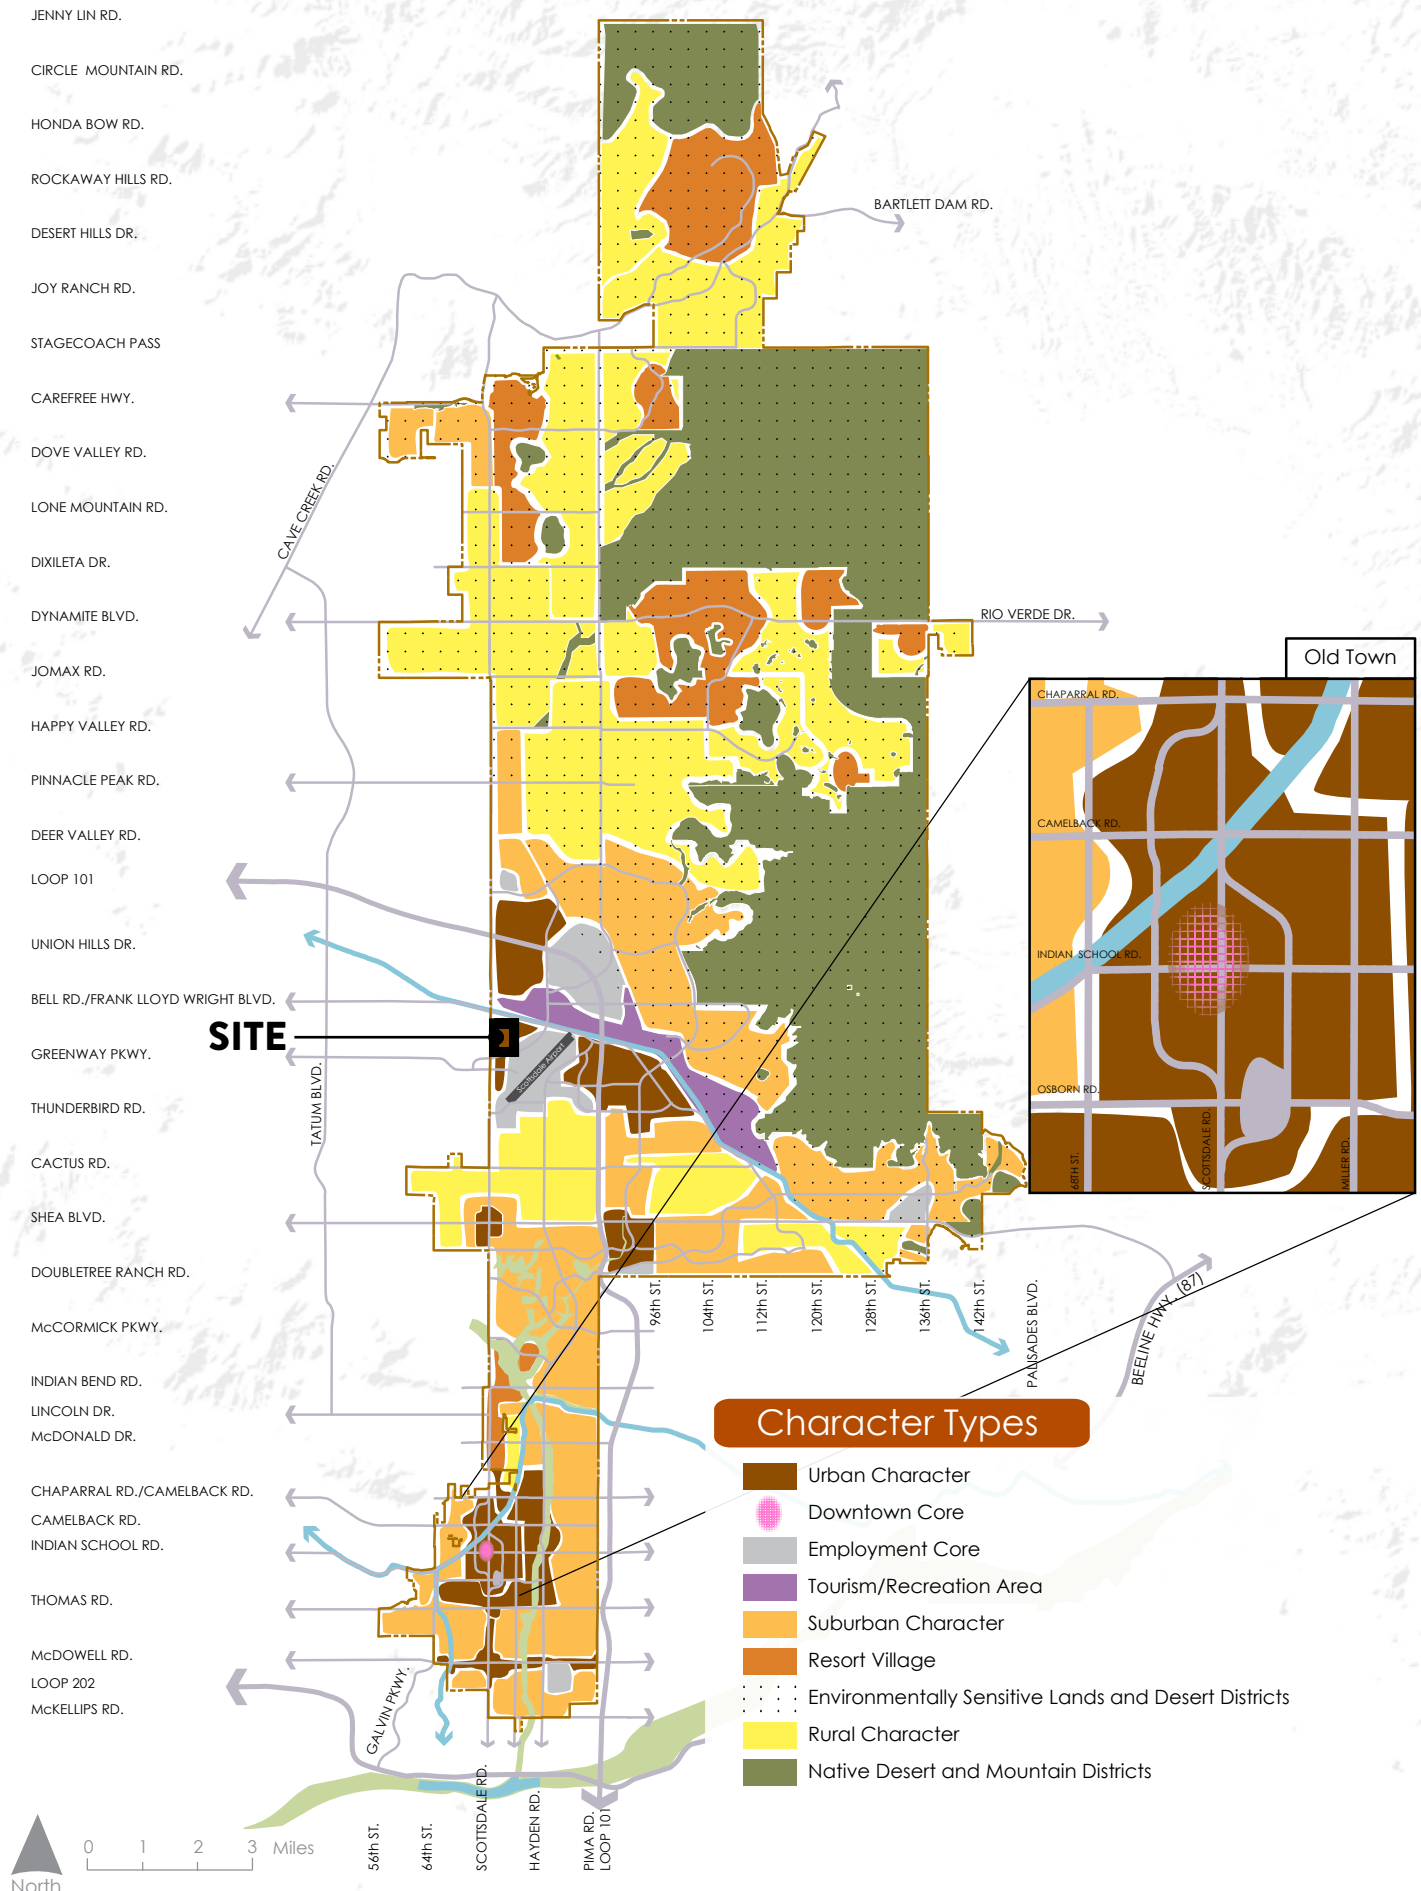 JENNY LIN RD.
CIRCLE MOUNTAIN RD.
HONDA BOW RD.
ROCKAWAY HILLS RD.
BARTLETT DAM RD.
DESERT HILLS DR.
JOY RANCH RD.
STAGECOACH PASS
CAREFREE HWY.
DOVE VALLEY RD.
CAVE CREEK RD.
LONE MOUNTAIN RD.
DIXILETA DR.
DYNAMITE BLVD.
RIO VERDE DR.
JOMAX RD.
HAPPY VALLEY RD.
PINNACLE PEAK RD.
DEER VALLEY RD.
LOOP 101
UNION HILLS DR.
BELL RD./FRANK LLOYD WRIGHT BLVD.
SITE
GREENWAY PKWY.
Scottsdale Airport
TATUM BLVD.
THUNDERBIRD RD.
CACTUS RD.
SHEA BLVD.
DOUBLETREE RANCH RD.
McCORMICK PKWY.
INDIAN BEND RD.
LINCOLN DR.
McDONALD DR.
CHAPARRAL RD./CAMELBACK RD.
CAMELBACK RD.
INDIAN SCHOOL RD.
THOMAS RD.
McDOWELL RD.
LOOP 202
McKELLIPS RD.
GALVIN PKWY.
Old Town
CHAPARRAL RD.
CAMELBACK RD.
INDIAN SCHOOL RD.
OSBORN RD.
68TH ST.
SCOTTSDALE RD.
MILLER RD.
96th ST.
104th ST.
112th ST.
120th ST.
128th ST.
136th ST.
142th ST.
PALISADES BLVD.
BEELINE HWY. (87)
Character Types
Urban Character
Downtown Core
Employment Core
Tourism/Recreation Area
Suburban Character
Resort Village
Environmentally Sensitive Lands and Desert Districts
Rural Character
Native Desert and Mountain Districts
56th ST.
64th ST.
SCOTTSDALE RD.
HAYDEN RD.
PIMA RD.
LOOP 101
0 1 2 3 Miles
North